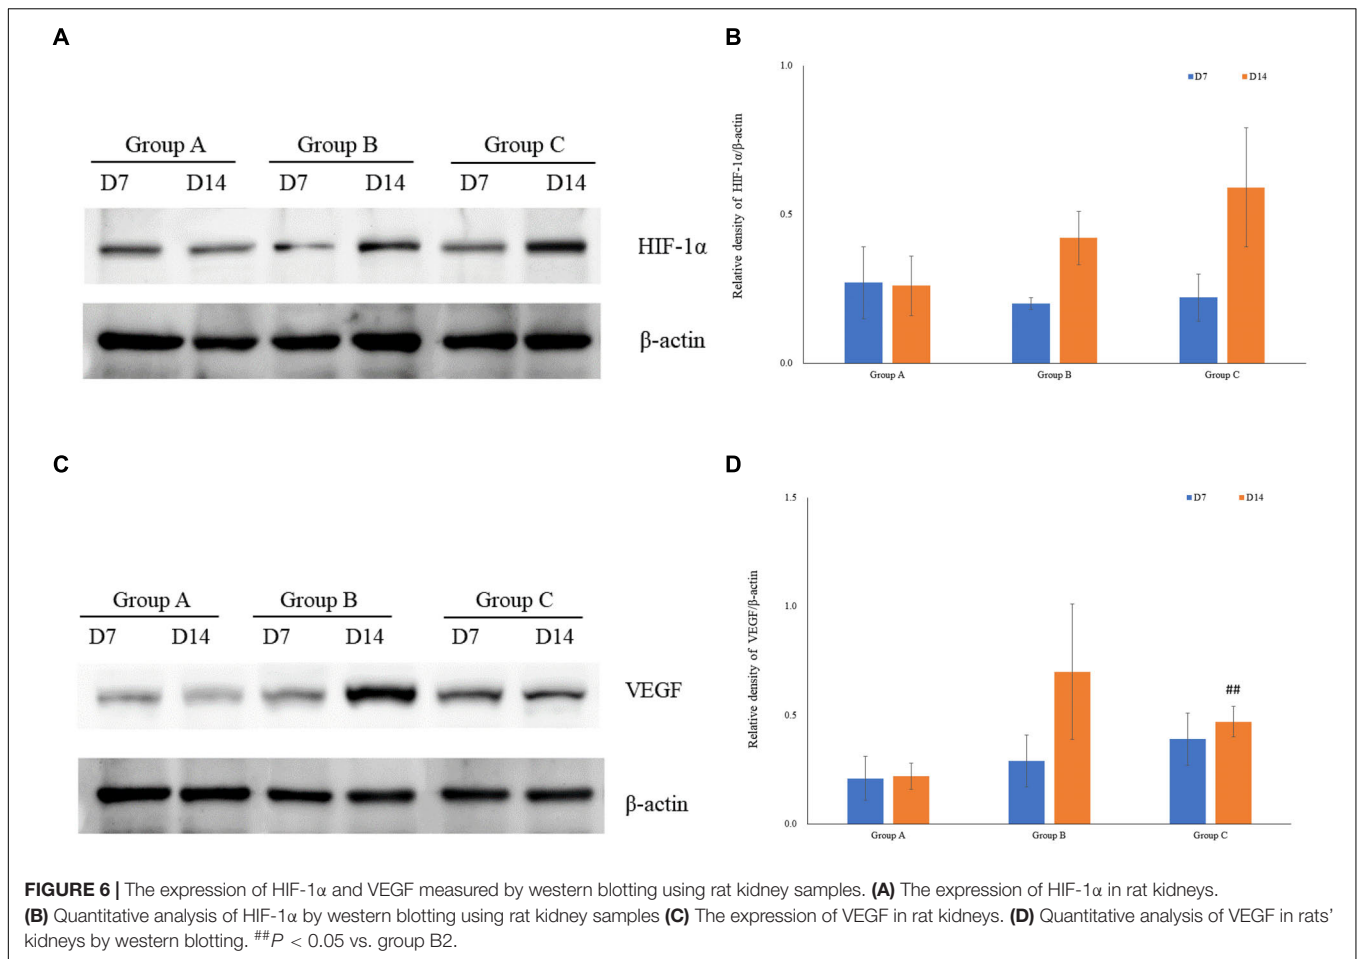 A
Group A Group B Group C
D7 D14 D7 D14 D7 D14
HIF-1α
β-actin
B
1.0
D7 D14
Relative density of HIF-1α/β-actin
0.5
0.0
Group A Group B Group C
C
Group A Group B Group C
D7 D14 D7 D14 D7 D14
VEGF
β-actin
D
1.5
D7 D14
Relative density of VEGF/β-actin
1.0
##
0.5
0.0
Group A Group B Group C
FIGURE 6 | The expression of HIF-1α and VEGF measured by western blotting using rat kidney samples. (A) The expression of HIF-1α in rat kidneys.
(B) Quantitative analysis of HIF-1α by western blotting using rat kidney samples (C) The expression of VEGF in rat kidneys. (D) Quantitative analysis of VEGF in rats’
kidneys by western blotting. ##P < 0.05 vs. group B2.